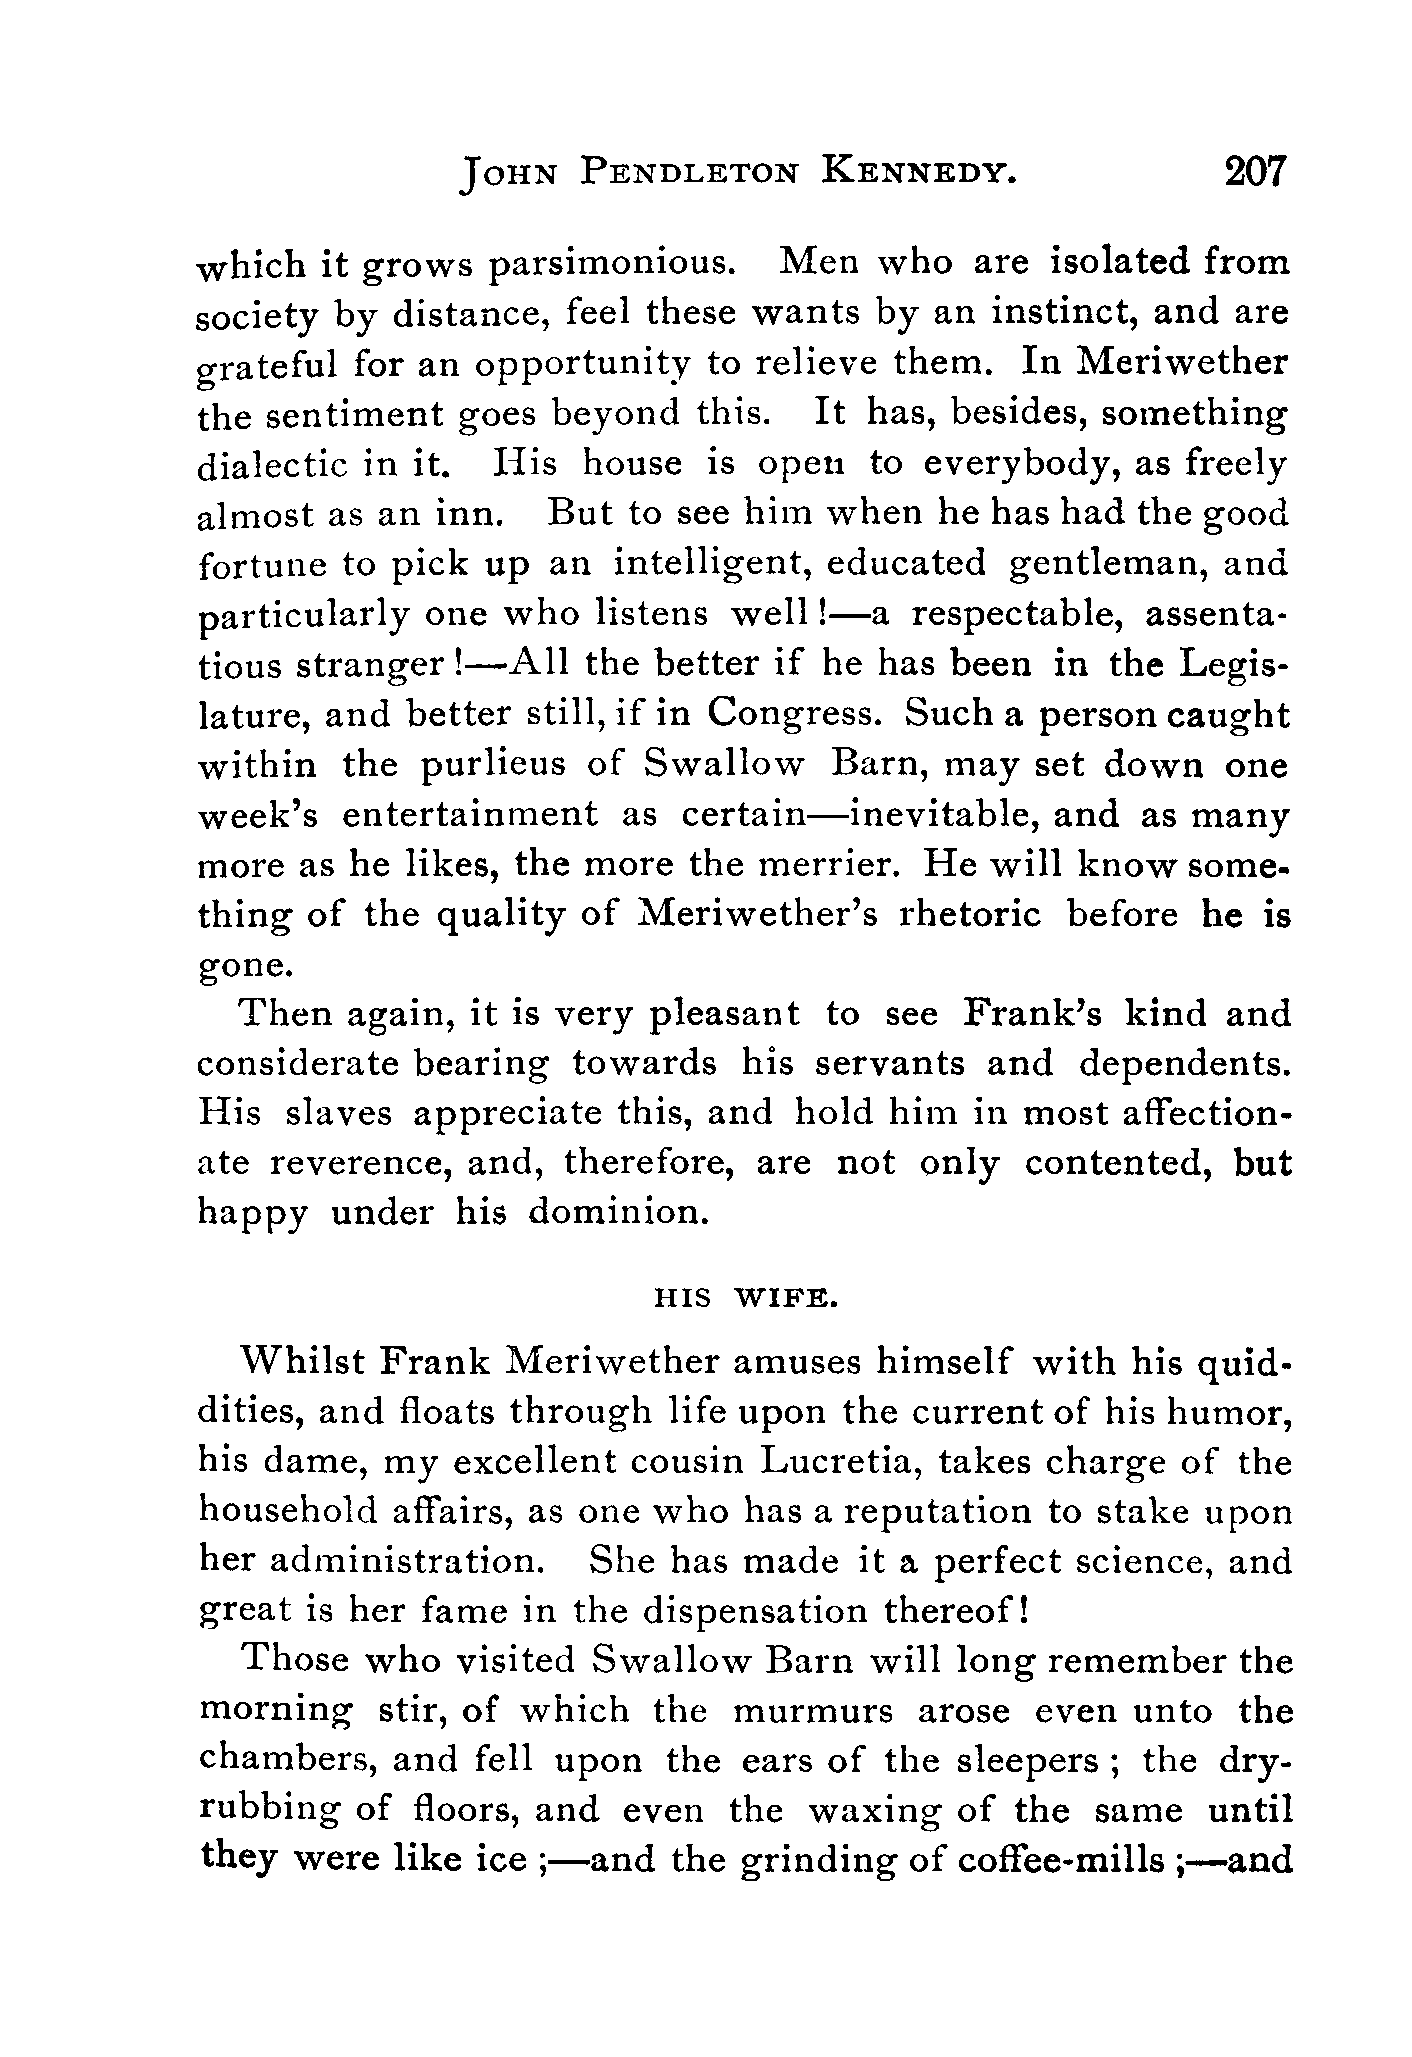 John Pendleton Kennedy. 207
which it grows parsimonious. Men who are isolated from
society by distance, feel these wants by an instinct, and are
grateful for an opportunity to relieve them. In Meriwether
the sentiment goes beyond this. It has, besides, something
dialectic in it. His house is open to everybody, as freely
almost as an inn. But to see him when he has had the good
fortune to pick up an intelligent, educated gentleman, and
particularly one who listens well!—a respectable, assenta-
tious stranger!—All the better if he has been in the Legis-
lature, and better still, if in Congress. Such a person caught
within the purlieus of Swallow Barn, may set down one
week's entertainment as certain—inevitable, and as many
more as he likes, the more the merrier. He will know some-
thing of the quality of Meriwether's rhetoric before he is
gone.
Then again, it is very pleasant to see Frank's kind and
considerate bearing towards his servants and dependents.
His slaves appreciate this, and hold him in most affection-
ate reverence, and, therefore, are not only contented, but
happy under his dominion.
HIS WIFE.
Whilst Frank Meriwether amuses himself with his quid-
dities, and floats through life upon the current of his humor,
his dame, my excellent cousin Lucretia, takes charge of the
household affairs, as one who has a reputation to stake upon
her administration. She has made it a perfect science, and
great is her fame in the dispensation thereof!
Those who visited Swallow Barn will long remember the
morning stir, of which the murmurs arose even unto the
chambers, and fell upon the ears of the sleepers; the dry-
rubbing of floors, and even the waxing of the same until
they were like ice;—and the grinding of coffee-mills;—and